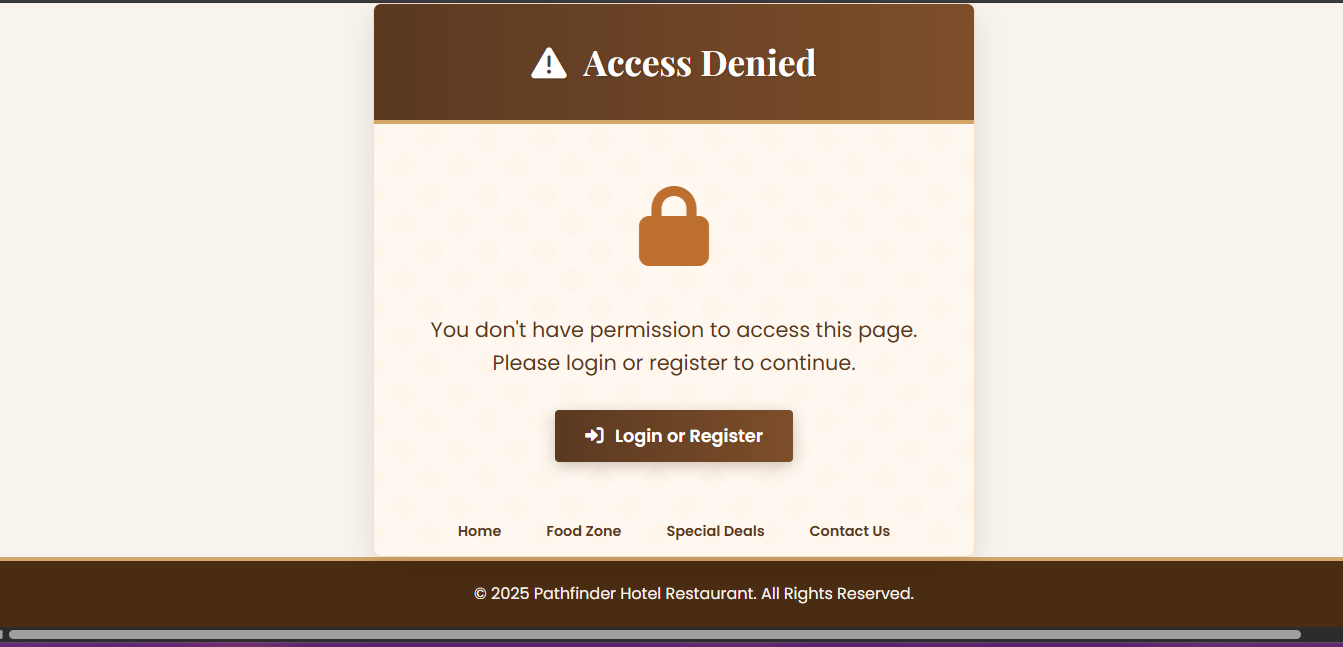 Access Denied
You don't have permission to access this page.
Please login or register to continue.
Login or Register
Home Food Zone Special Deals Contact Us
© 2025 Pathfinder Hotel Restaurant. All Rights Reserved.